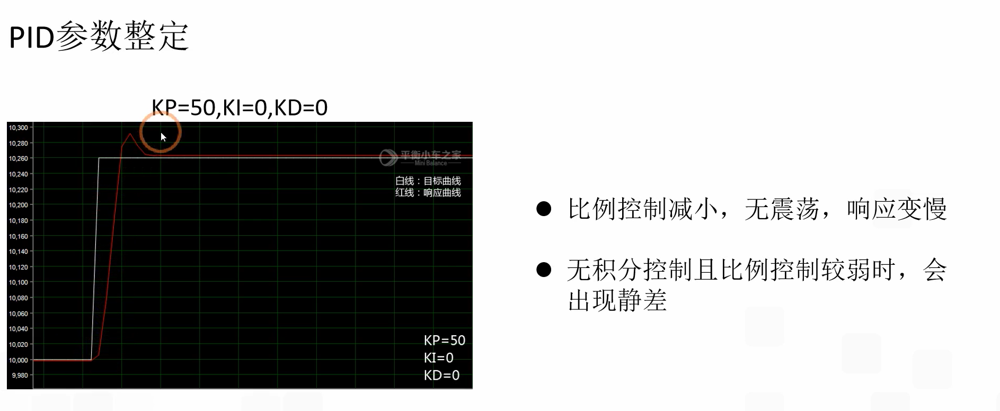 PID参数整定
KP=50,KI=0,KD=0
10,300
10,280
10,260
10,240
10,220
10,200
10,180
10,160
10,140
10,120
10,100
10,080
10,060
10,040
10,020
10,000
9,980
平衡小车之家
Mini Balance
白线：目标曲线
红线：响应曲线
KP=50
KI=0
KD=0
比例控制减小，无震荡，响应变慢
无积分控制且比例控制较弱时，会
出现静差